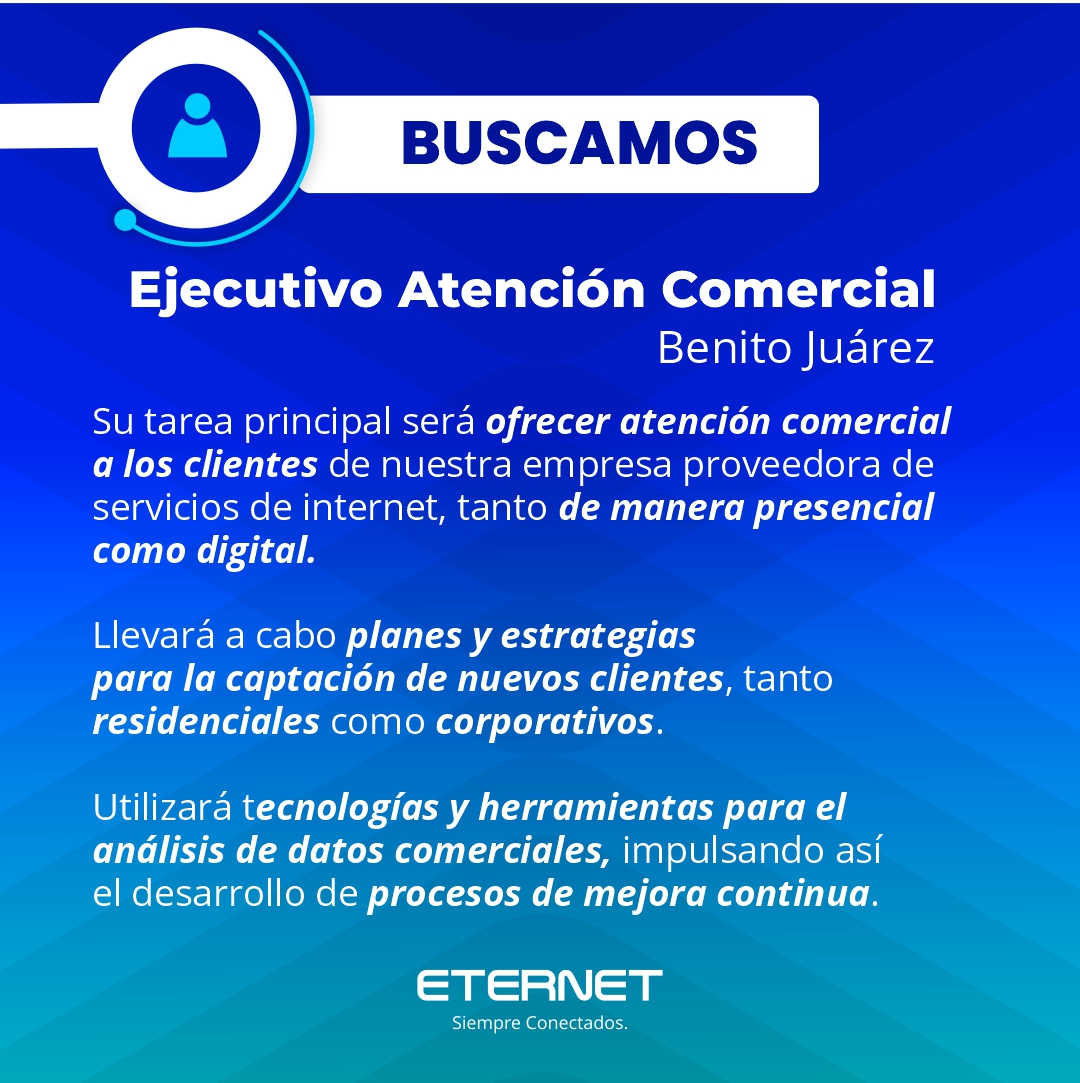 BUSCAMOS
Ejecutivo Atención Comercial
Benito Juárez
Su tarea principal será ofrecer atención comercial
a los clientes de nuestra empresa proveedora de
servicios de internet, tanto de manera presencial
como digital.
Llevará a cabo planes y estrategias
para la captación de nuevos clientes, tanto
residenciales como corporativos.
Utilizará tecnologías y herramientas para el
análisis de datos comerciales, impulsando así
el desarrollo de procesos de mejora continua.
ETERNET
Siempre Conectados.